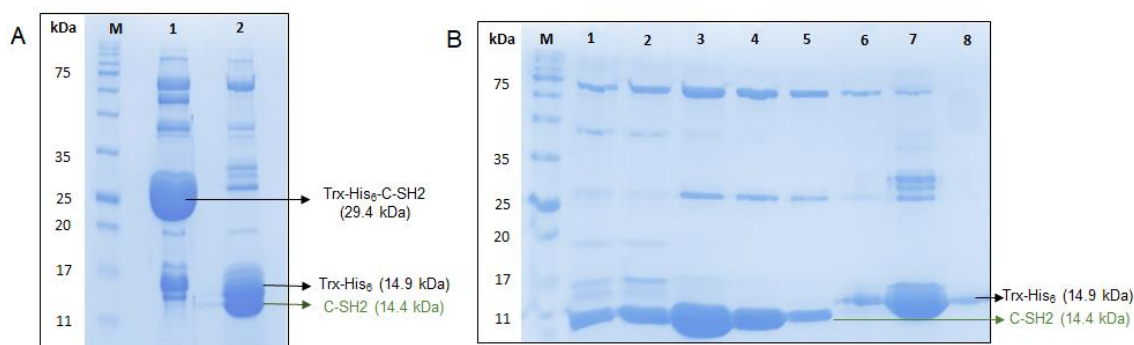 A
kDa M 1 2
75
35
25
20
17
11
Trx-His₆-C-SH2
(29.4 kDa)
Trx-His₆ (14.9 kDa)
C-SH2 (14.4 kDa)
B
kDa M 1 2 3 4 5 6 7 8
75
35
25
20
17
11
Trx-His₆ (14.9 kDa)
C-SH2 (14.4 kDa)